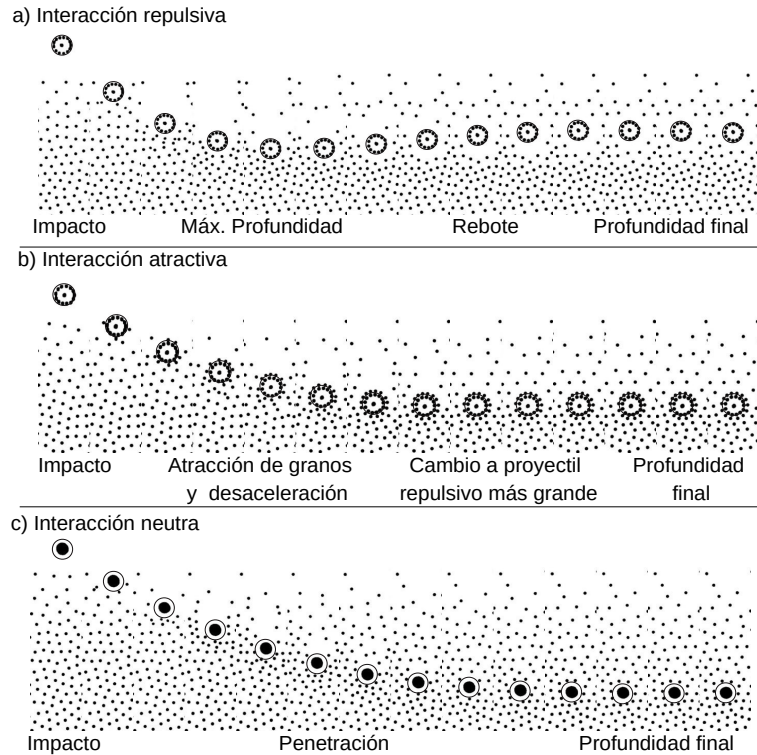 a) Interacción repulsiva
Impacto Máx. Profundidad Rebote Profundidad final
b) Interacción atractiva
Impacto Atracción de granos Cambio a proyectil Profundidad
y desaceleración repulsivo más grande final
c) Interacción neutra
Impacto Penetración Profundidad final